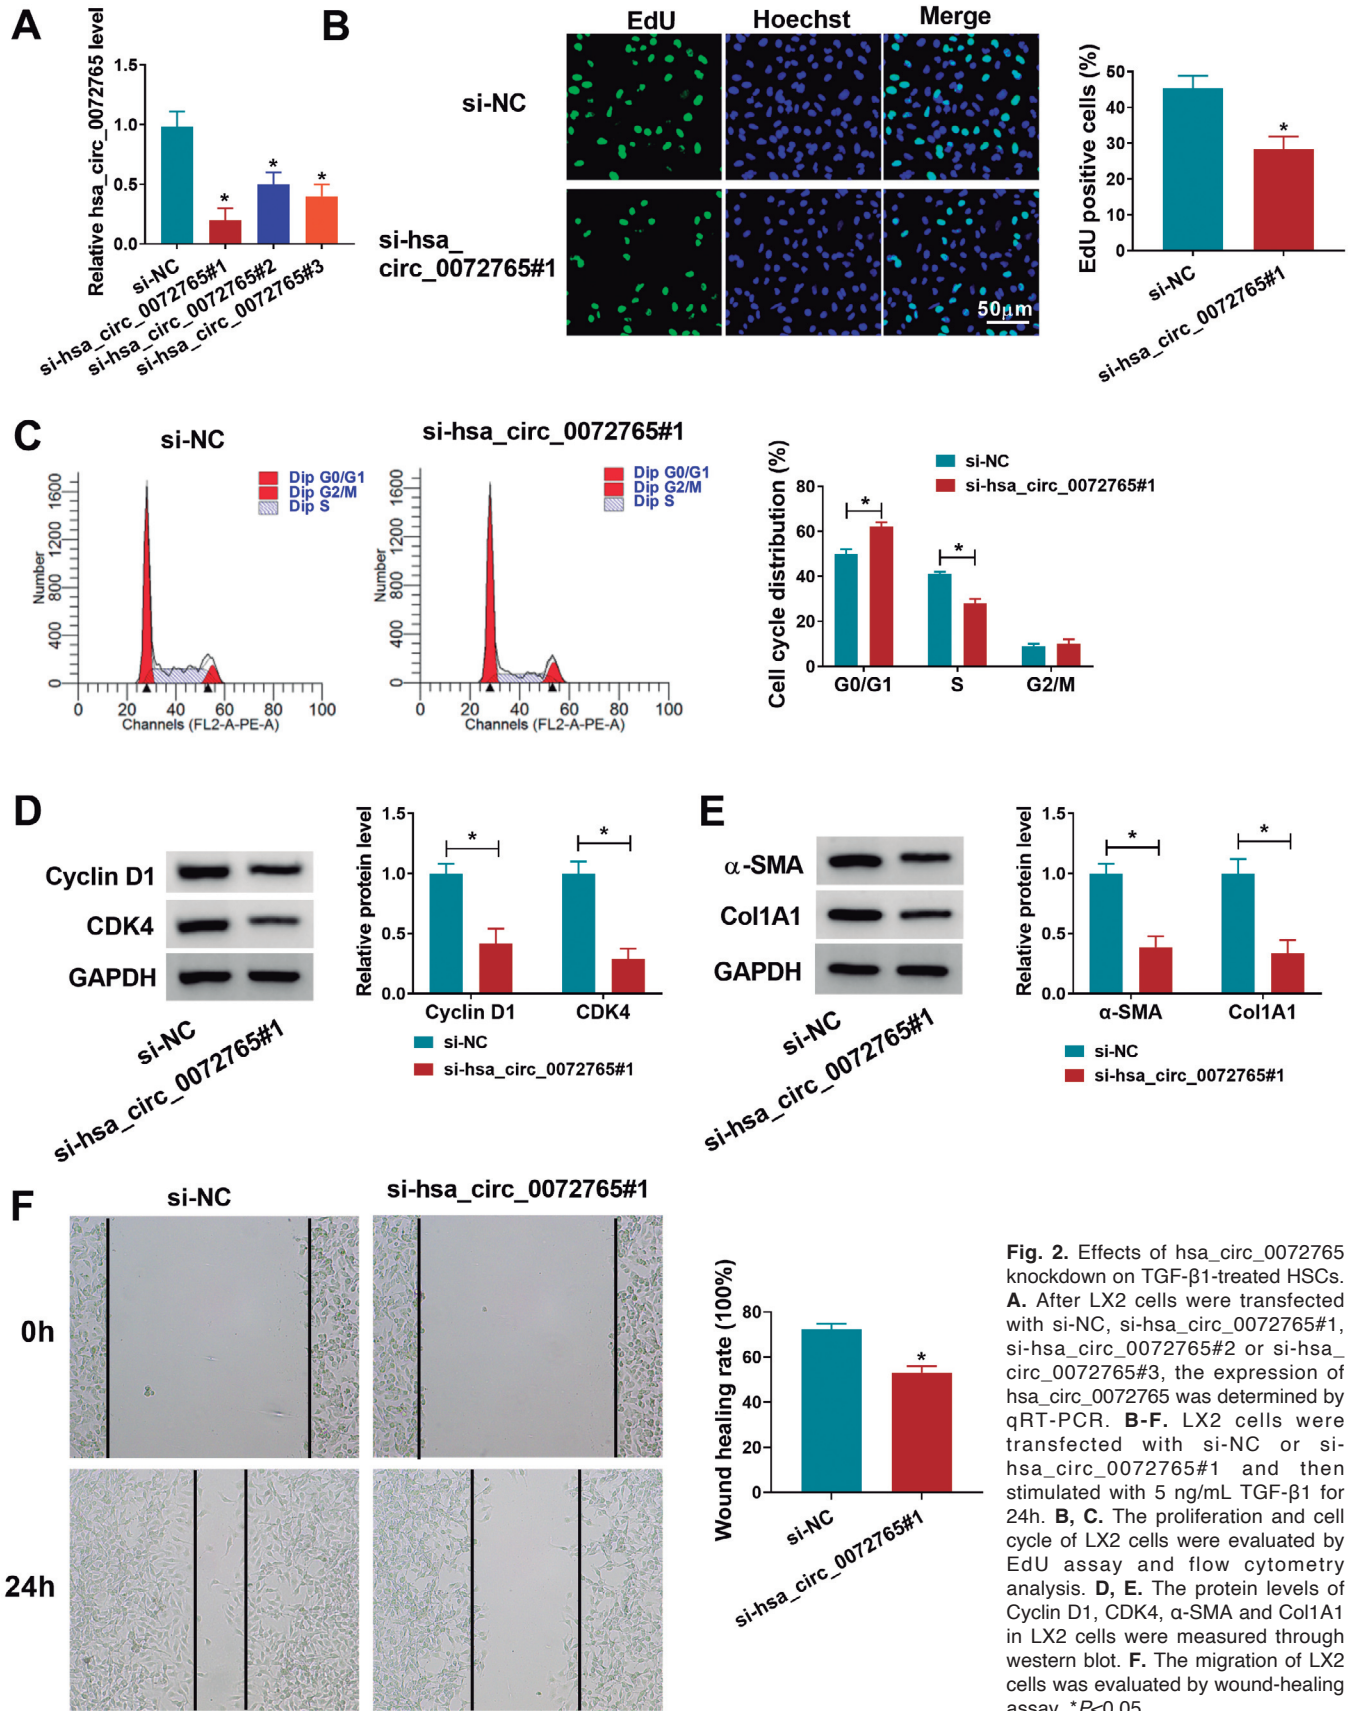 A
Relative hsa_circ_0072765 level
1.5
1.0
0.5
0.0
*
*
*
si-NC
si-hsa_circ_0072765#1
si-hsa_circ_0072765#2
si-hsa_circ_0072765#3
B
EdU
Hoechst
Merge
si-NC
si-hsa_
circ_0072765#1
50µm
EdU positive cells (%)
50
40
30
20
10
0
*
si-NC
si-hsa_circ_0072765#1
C
si-NC
Dip G0/G1
Dip G2/M
Dip S
Number
1600
1200
800
400
0
0
20
40
60
80
100
Channels (FL2-A-PE-A)
si-hsa_circ_0072765#1
Dip G0/G1
Dip G2/M
Dip S
Number
1600
1200
800
400
0
0
20
40
60
80
100
Channels (FL2-A-PE-A)
si-NC
si-hsa_circ_0072765#1
Cell cycle distribution (%)
80
60
40
20
0
*
*
G0/G1
S
G2/M
D
Cyclin D1
CDK4
GAPDH
si-NC
si-hsa_circ_0072765#1
Relative protein level
1.5
1.0
0.5
0.0
*
*
Cyclin D1
CDK4
si-NC
si-hsa_circ_0072765#1
E
α-SMA
Col1A1
GAPDH
si-NC
si-hsa_circ_0072765#1
Relative protein level
1.5
1.0
0.5
0.0
*
*
α-SMA
Col1A1
si-NC
si-hsa_circ_0072765#1
F
si-NC
si-hsa_circ_0072765#1
0h
24h
Wound healing rate (100%)
80
60
40
20
0
*
si-NC
si-hsa_circ_0072765#1
Fig. 2. Effects of hsa_circ_0072765
knockdown on TGF-β1-treated HSCs.
A. After LX2 cells were transfected
with si-NC, si-hsa_circ_0072765#1,
si-hsa_circ_0072765#2 or si-hsa_
circ_0072765#3, the expression of
hsa_circ_0072765 was determined by
qRT-PCR. B-F. LX2 cells were
transfected with si-NC or si-
hsa_circ_0072765#1 and then
stimulated with 5 ng/mL TGF-β1 for
24h. B, C. The proliferation and cell
cycle of LX2 cells were evaluated by
EdU assay and flow cytometry
analysis. D, E. The protein levels of
Cyclin D1, CDK4, α-SMA and Col1A1
in LX2 cells were measured through
western blot. F. The migration of LX2
cells was evaluated by wound-healing
assay. *P<0.05.